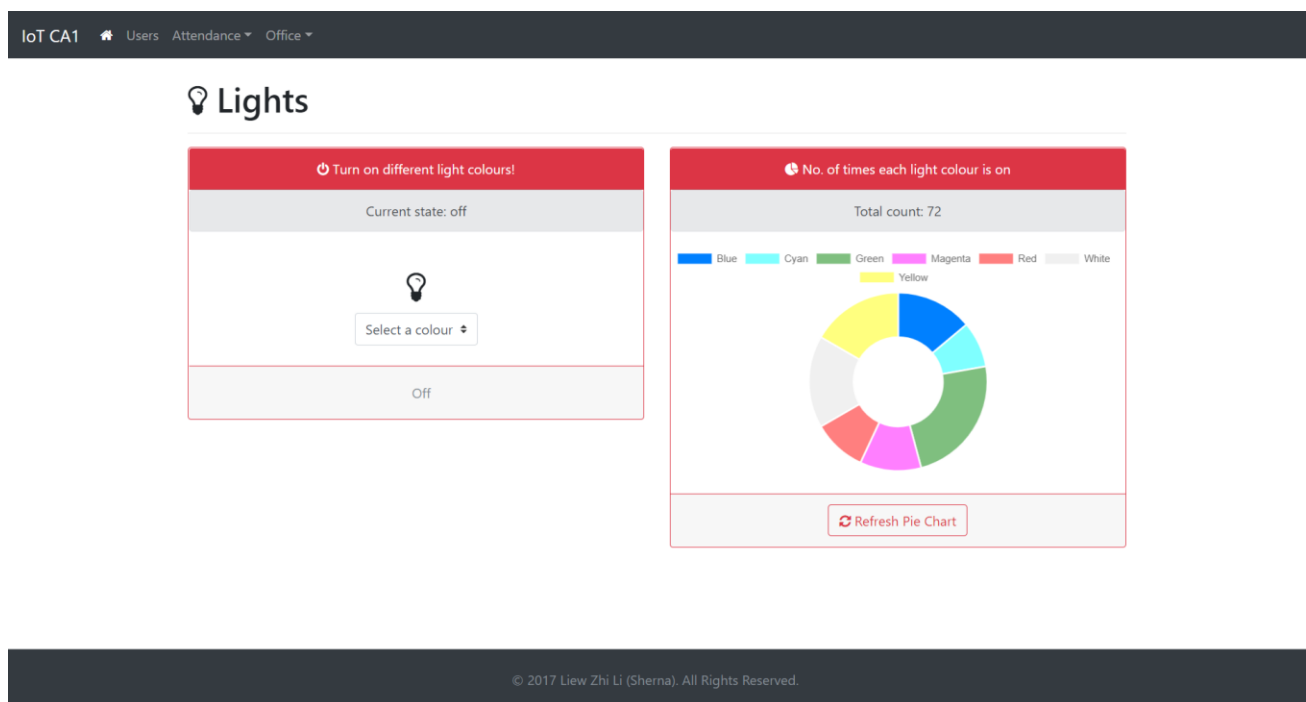 IoT CA1 Users Attendance Office
Lights
Turn on different light colours!
Current state: off
Select a colour
Off
No. of times each light colour is on
Total count: 72
Blue Cyan Green Magenta Red White
Yellow
Refresh Pie Chart
© 2017 Liew Zhi Li (Sherna). All Rights Reserved.